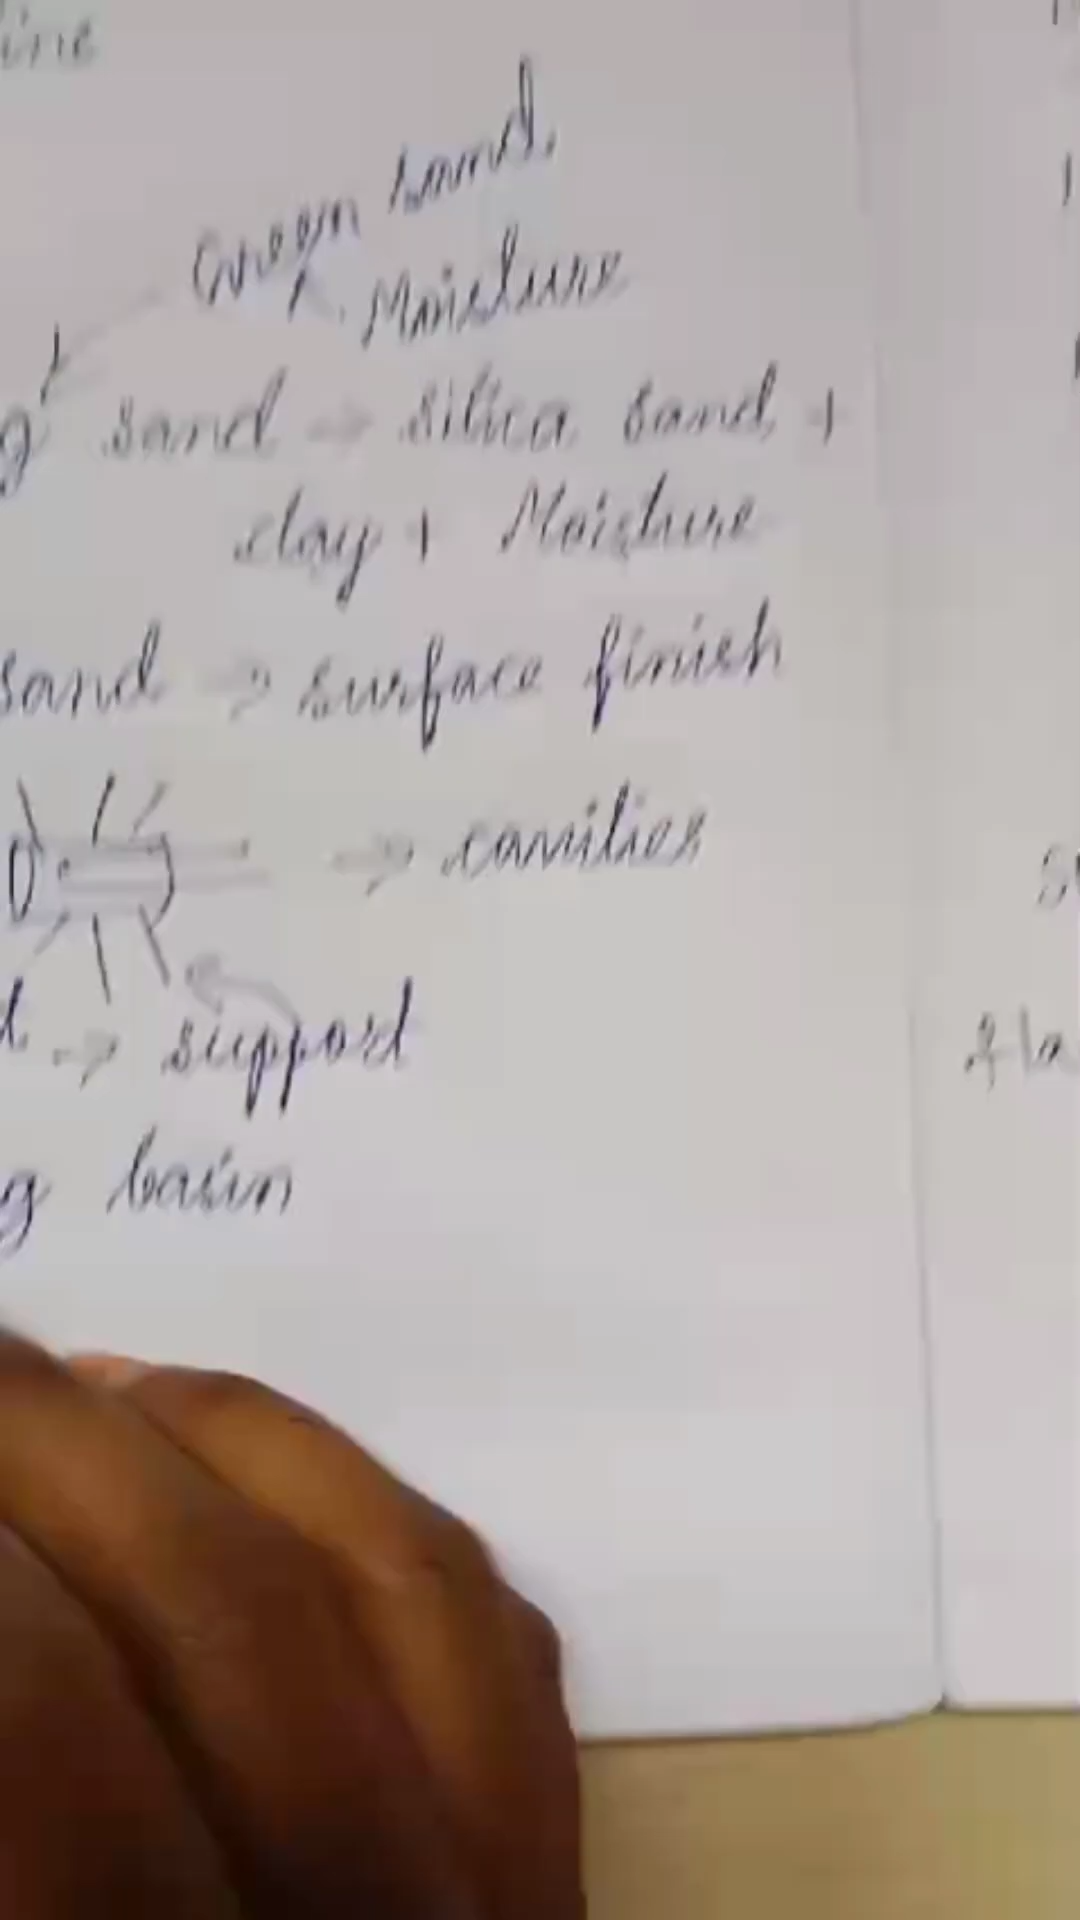 Green sand
Moisture
sand → silica sand +
clay + Moisture
sand → surface finish
→ cavities
→ support
basin